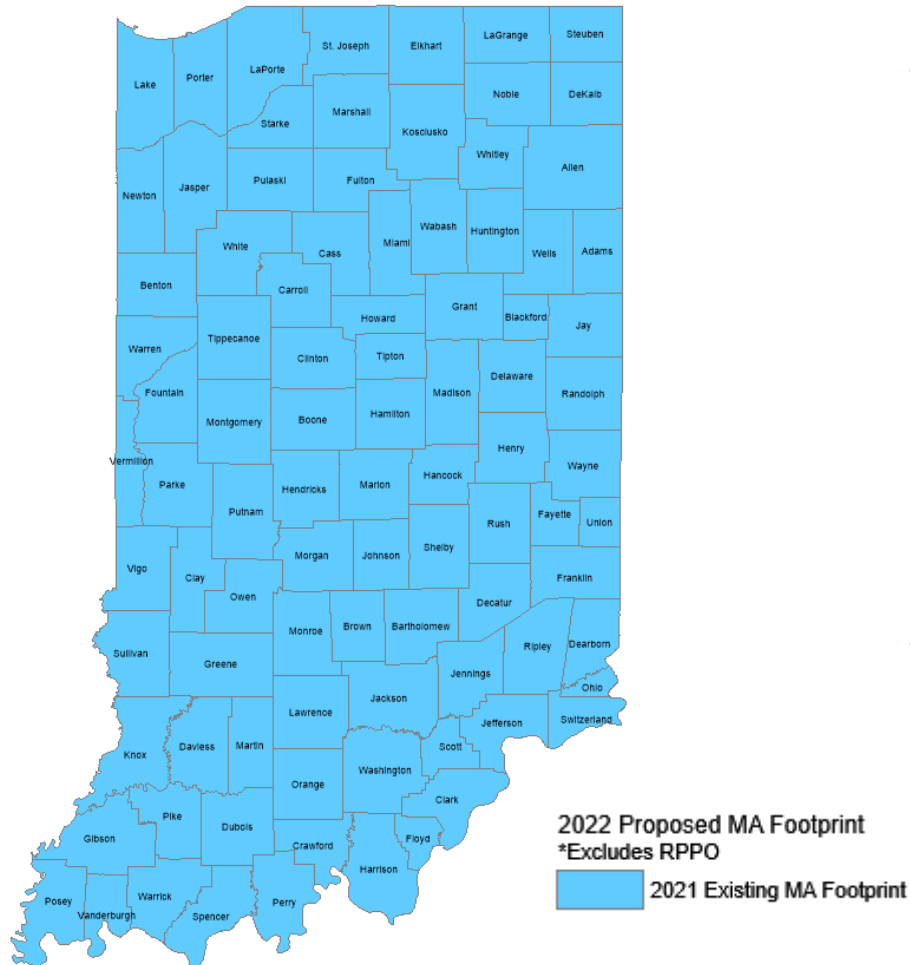 LaGrange
Steuben
St. Joseph
Elkhart
LaPorte
Lake
Porter
Noble
DeKalb
Starke
Marshall
Kosciusko
Whitley
Allen
Newton
Jasper
Pulaski
Fulton
Wabash
Huntington
White
Cass
Miami
Wells
Adams
Benton
Carroll
Grant
Howard
Blackford
Jay
Warren
Tippecanoe
Clinton
Tipton
Delaware
Fountain
Madison
Randolph
Montgomery
Boone
Hamilton
Henry
Vermillion
Wayne
Parke
Hendricks
Marion
Hancock
Putnam
Rush
Fayette
Union
Vigo
Clay
Morgan
Johnson
Shelby
Owen
Franklin
Decatur
Monroe
Brown
Bartholomew
Sullivan
Greene
Ripley
Dearborn
Jennings
Ohio
Lawrence
Jackson
Jefferson
Switzerland
Knox
Daviess
Martin
Scott
Orange
Washington
Clark
Pike
Gibson
Dubois
Crawford
Floyd
Harrison
Posey
Vanderburgh
Warrick
Spencer
Perry
2022 Proposed MA Footprint
*Excludes RPPO
2021 Existing MA Footprint